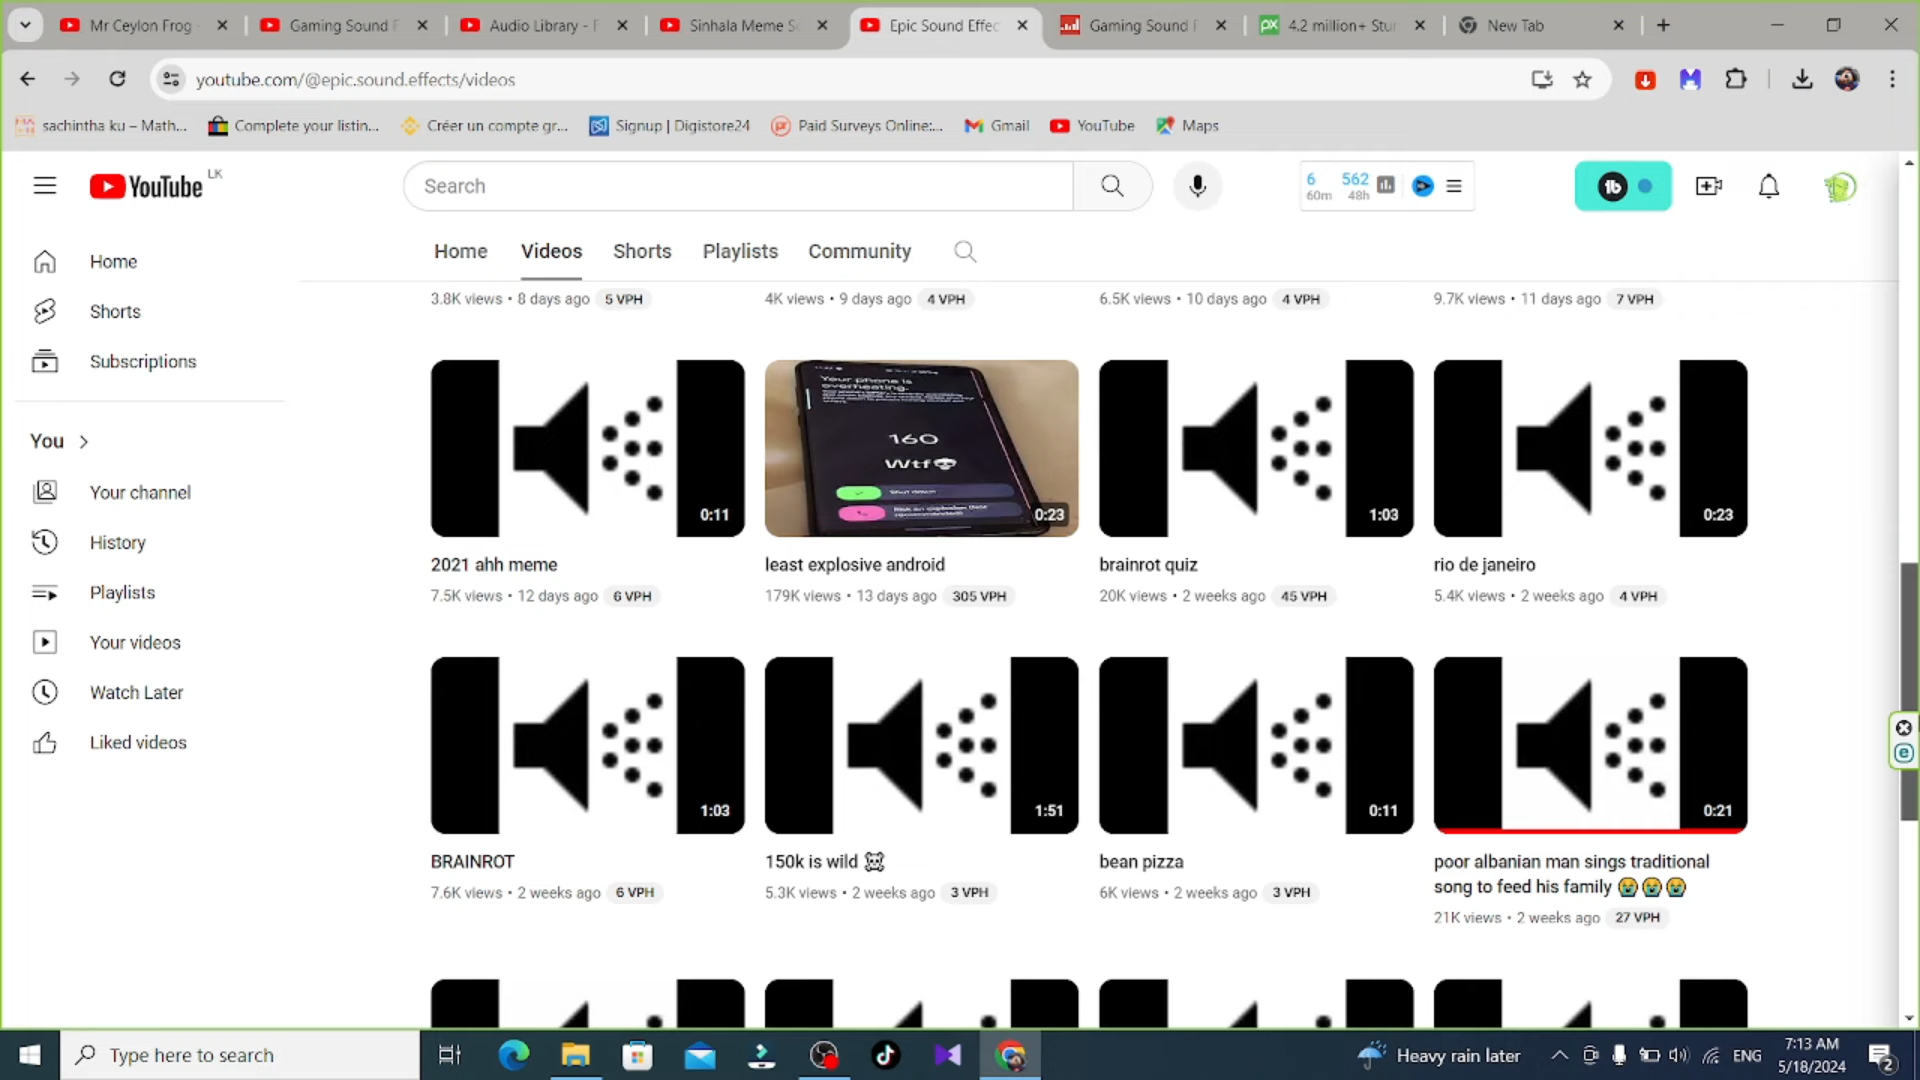 Mr Ceylon Frog
Gaming Sound F
Audio Library - F
Sinhala Meme S
Epic Sound Effec
Gaming Sound F
4.2 million+ Stur
New Tab
youtube.com/@epic.sound.effects/videos
sachintha ku – Math...
Complete your listin...
Créer un compte gr...
Signup | Digistore24
Paid Surveys Online:...
Gmail
YouTube
Maps
YouTube LK
Search
6
60m
562
48h
Home
Videos
Shorts
Playlists
Community
Home
Shorts
Subscriptions
You
Your channel
History
Playlists
Your videos
Watch Later
Liked videos
3.8K views • 8 days ago 5 VPH
4K views • 9 days ago 4 VPH
6.5K views • 10 days ago 4 VPH
9.7K views • 11 days ago 7 VPH
0:11
Your phone is
overheating.
160
Wtf💀
0:23
1:03
0:23
2021 ahh meme
7.5K views • 12 days ago 6 VPH
least explosive android
179K views • 13 days ago 305 VPH
brainrot quiz
20K views • 2 weeks ago 45 VPH
rio de janeiro
5.4K views • 2 weeks ago 4 VPH
1:03
1:51
0:11
0:21
BRAINROT
7.6K views • 2 weeks ago 6 VPH
150k is wild ☠
5.3K views • 2 weeks ago 3 VPH
bean pizza
6K views • 2 weeks ago 3 VPH
poor albanian man sings traditional
song to feed his family 😭😭😭
21K views • 2 weeks ago 27 VPH
Type here to search
Heavy rain later
ENG
7:13 AM
5/18/2024
2